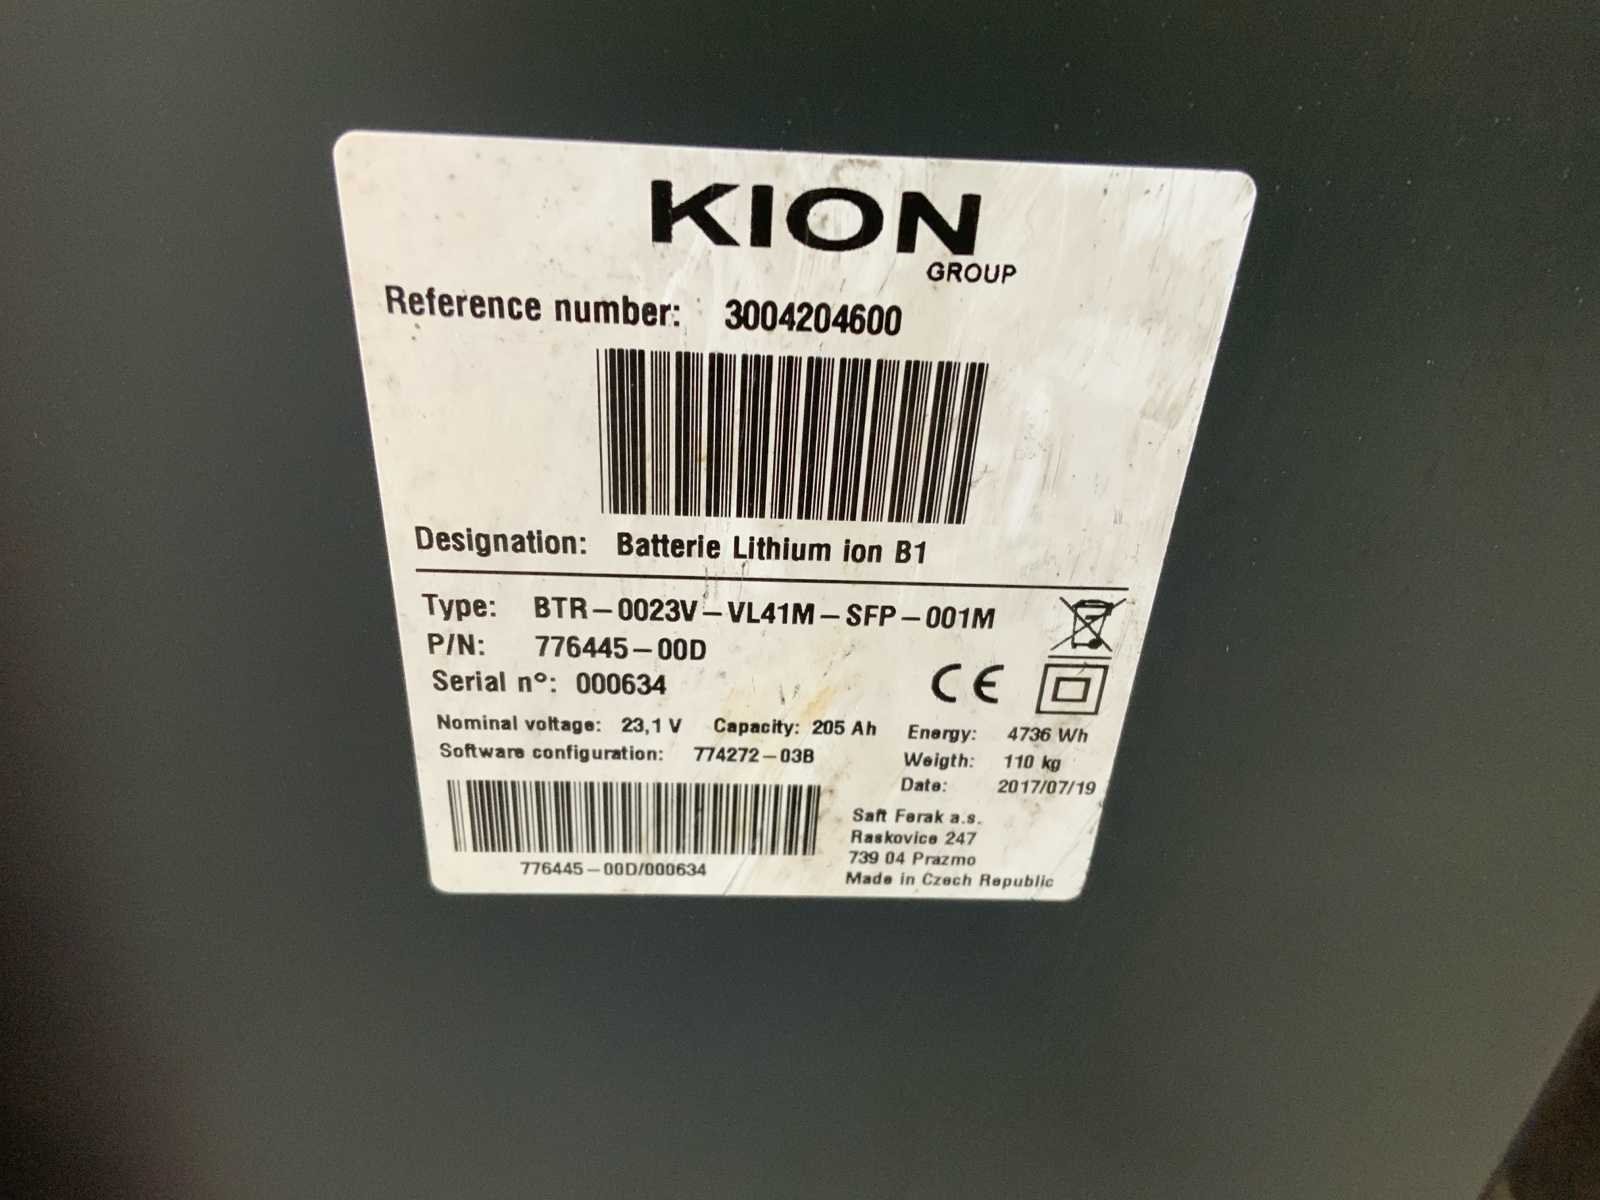 KION
GROUP
Reference number: 3004204600
Designation: Batterie Lithium ion B1
Type: BTR-0023V-VL41M-SFP-001M
P/N: 776445-00D
Serial n°: 000634
CE
Nominal voltage: 23,1 V Capacity: 205 Ah Energy: 4736 Wh
Software configuration: 774272-03B Weigth: 110 kg
Date: 2017/07/19
776445-00D/000634
Saft Ferak a.s.
Raskovice 247
739 04 Prazmo
Made in Czech Republic